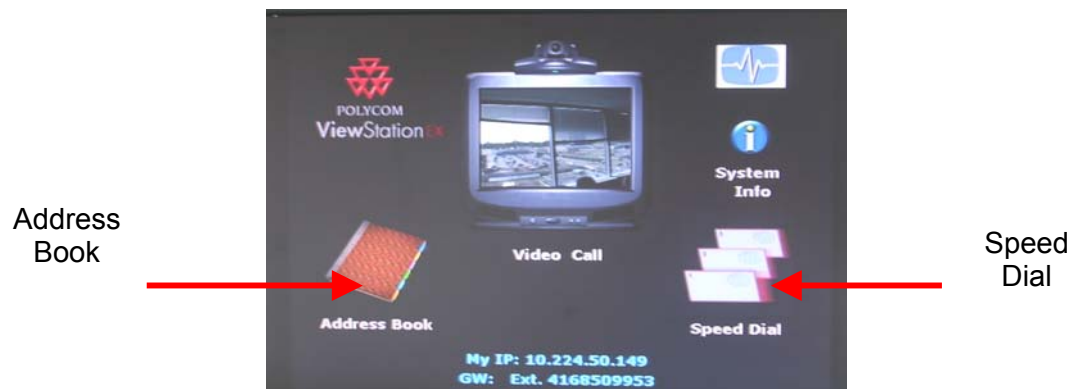 POLYCOM
ViewStation EX
System
Info
Address
Book
Video Call
Speed
Dial
Address Book
Speed Dial
My IP: 10.224.50.149
GW: Ext. 4168509953